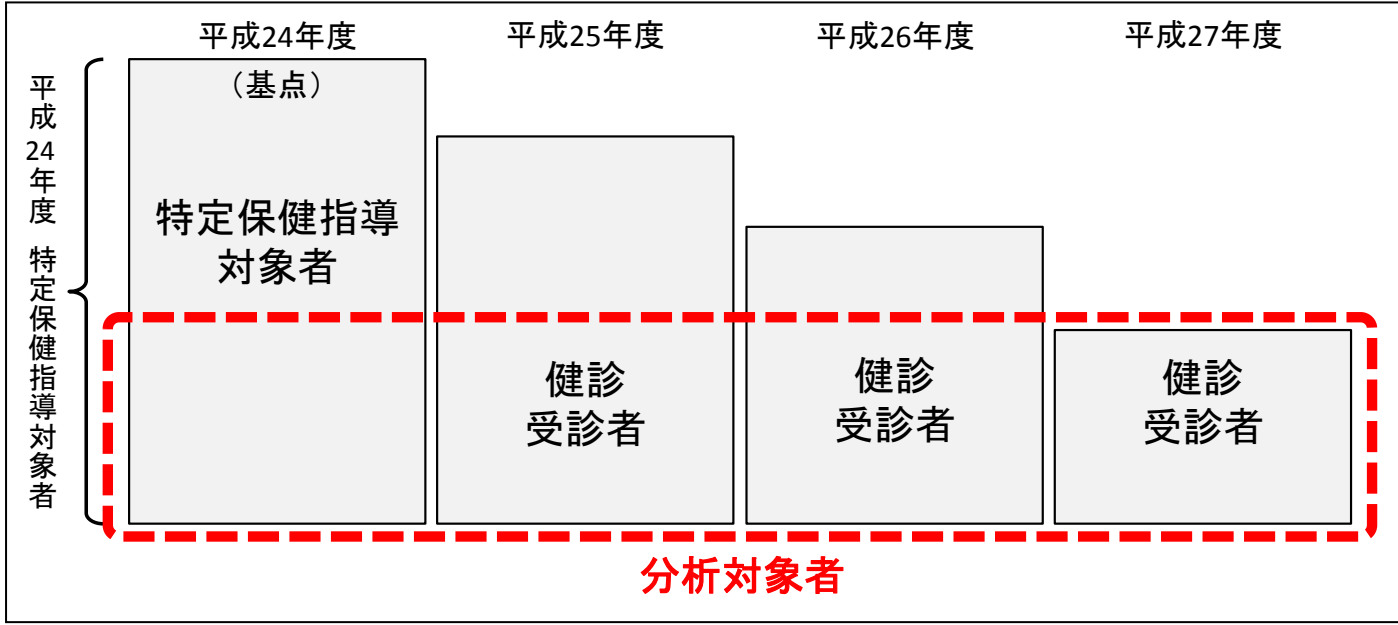 平成24年度
平成25年度
平成26年度
平成27年度
平成24年度 特定保健指導対象者
（基点）
特定保健指導
対象者
健診
受診者
健診
受診者
健診
受診者
分析対象者